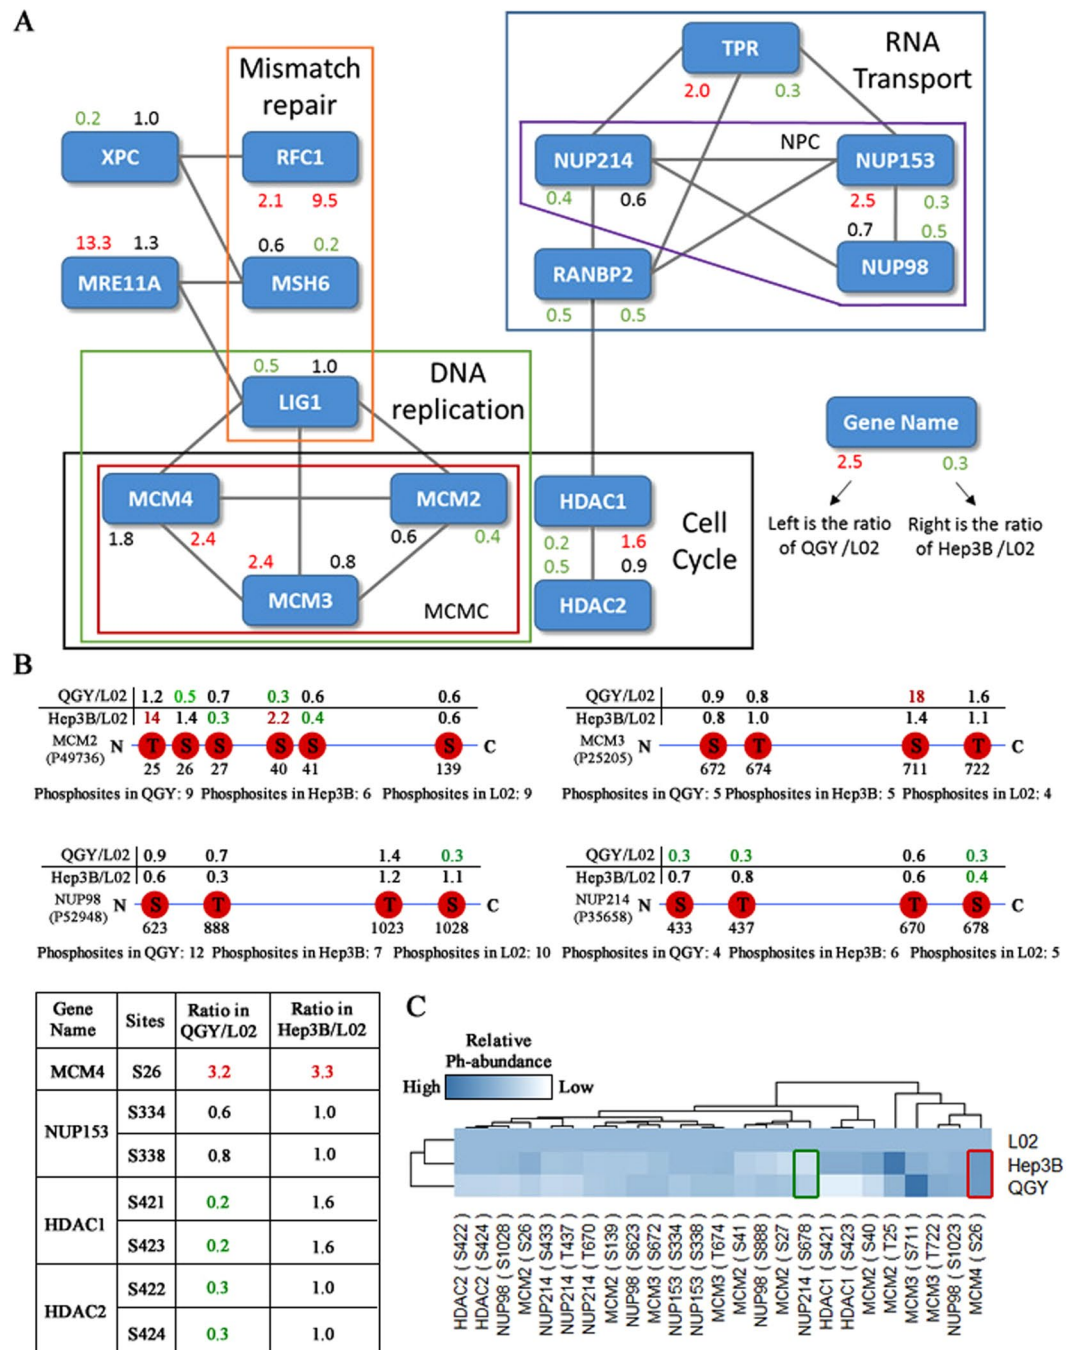 A
Mismatch
repair
0.2 1.0
XPC
RFC1
2.1 9.5
13.3 1.3
0.6 0.2
MRE11A
MSH6
0.5 1.0
LIG1
DNA
replication
MCM4
MCM2
1.8 2.4
0.6 0.4
2.4 0.8
MCM3
MCMC
TPR
2.0 0.3
RNA
Transport
NPC
NUP214
NUP153
0.4 0.6
2.5 0.3
0.7 0.5
RANBP2
NUP98
0.5 0.5
HDAC1
0.2 1.6
0.5 0.9
HDAC2
Cell
Cycle
Gene Name
2.5 0.3
Left is the ratio
of QGY /L02
Right is the ratio
of Hep3B /L02
B
QGY/L02 1.2 0.5 0.7 0.3 0.6 0.6
Hep3B/L02 14 1.4 0.3 2.2 0.4 0.6
MCM2
(P49736)
N T S S S S S C
25 26 27 40 41 139
Phosphosites in QGY: 9 Phosphosites in Hep3B: 6 Phosphosites in L02: 9
QGY/L02 0.9 0.8 18 1.6
Hep3B/L02 0.8 1.0 1.4 1.1
MCM3
(P25205)
N S T S T C
672 674 711 722
Phosphosites in QGY: 5 Phosphosites in Hep3B: 5 Phosphosites in L02: 4
QGY/L02 0.9 0.7 1.4 0.3
Hep3B/L02 0.6 0.3 1.2 1.1
NUP98
(P52948)
N S T T S C
623 888 1023 1028
Phosphosites in QGY: 12 Phosphosites in Hep3B: 7 Phosphosites in L02: 10
QGY/L02 0.3 0.3 0.6 0.3
Hep3B/L02 0.7 0.8 0.6 0.4
NUP214
(P35658)
N S T T S C
433 437 670 678
Phosphosites in QGY: 4 Phosphosites in Hep3B: 6 Phosphosites in L02: 5
Gene
Name
Sites
Ratio in
QGY/L02
Ratio in
Hep3B/L02
MCM4 S26 3.2 3.3
NUP153
S334 0.6 1.0
S338 0.8 1.0
HDAC1
S421 0.2 1.6
S423 0.2 1.6
HDAC2
S422 0.3 1.0
S424 0.3 1.0
C
Relative
Ph-abundance
High Low
L02
Hep3B
QGY
HDAC2 ( S422 )
HDAC2 ( S424 )
NUP98 ( S1028 )
MCM2 ( S26 )
NUP214 ( S433 )
NUP214 ( T437 )
NUP214 ( T670 )
MCM2 ( S139 )
NUP98 ( S623 )
MCM3 ( S672 )
NUP153 ( S334 )
NUP153 ( S338 )
MCM3 ( T674 )
MCM2 ( S41 )
NUP98 ( S888 )
MCM2 ( S27 )
NUP214 ( S678 )
HDAC1 ( S421 )
HDAC1 ( S423 )
MCM2 ( S40 )
MCM2 ( T25 )
MCM3 ( S711 )
MCM3 ( T722 )
NUP98 ( S1023 )
MCM4 ( S26 )